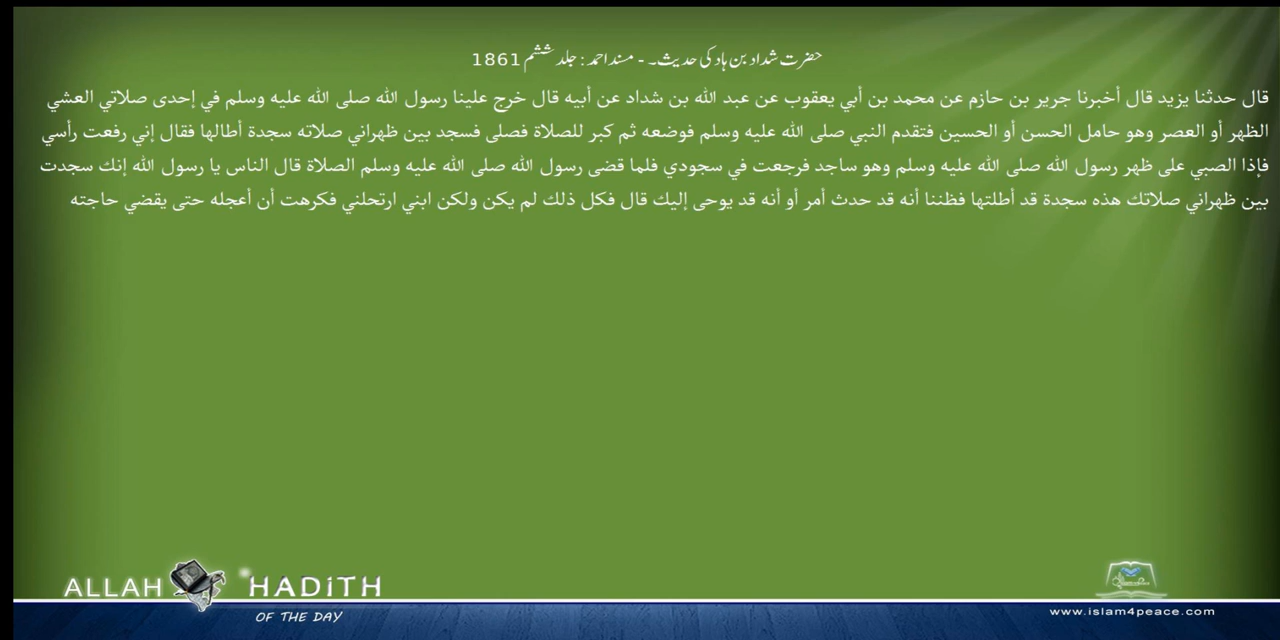 حضرت شداد بن ہاد کی حدیث۔ - مسند احمد : جلد ششم 1861
قال حدثنا يزيد قال أخبرنا جرير بن حازم عن محمد بن أبي يعقوب عن عبد الله بن شداد عن أبيه قال خرج علينا رسول الله صلى الله عليه وسلم في إحدى صلاتي العشي
الظهر أو العصر وهو حامل الحسن أو الحسين فتقدم النبي صلى الله عليه وسلم فوضعه ثم كبر للصلاة فصلى فسجد بين ظهراني صلاته سجدة أطالها فقال إني رفعت رأسي
فإذا الصبي على ظهر رسول الله صلى الله عليه وسلم وهو ساجد فرجعت في سجودي فلما قضى رسول الله صلى الله عليه وسلم الصلاة قال الناس يا رسول الله إنك سجدت
بين ظهراني صلاتك هذه سجدة قد أطلتها فظننا أنه قد حدث أمر أو أنه قد يوحى إليك قال فكل ذلك لم يكن ولكن ابني ارتحلني فكرهت أن أعجله حتى يقضي حاجته
ALLAH HADiTH
OF THE DAY
www.islam4peace.com